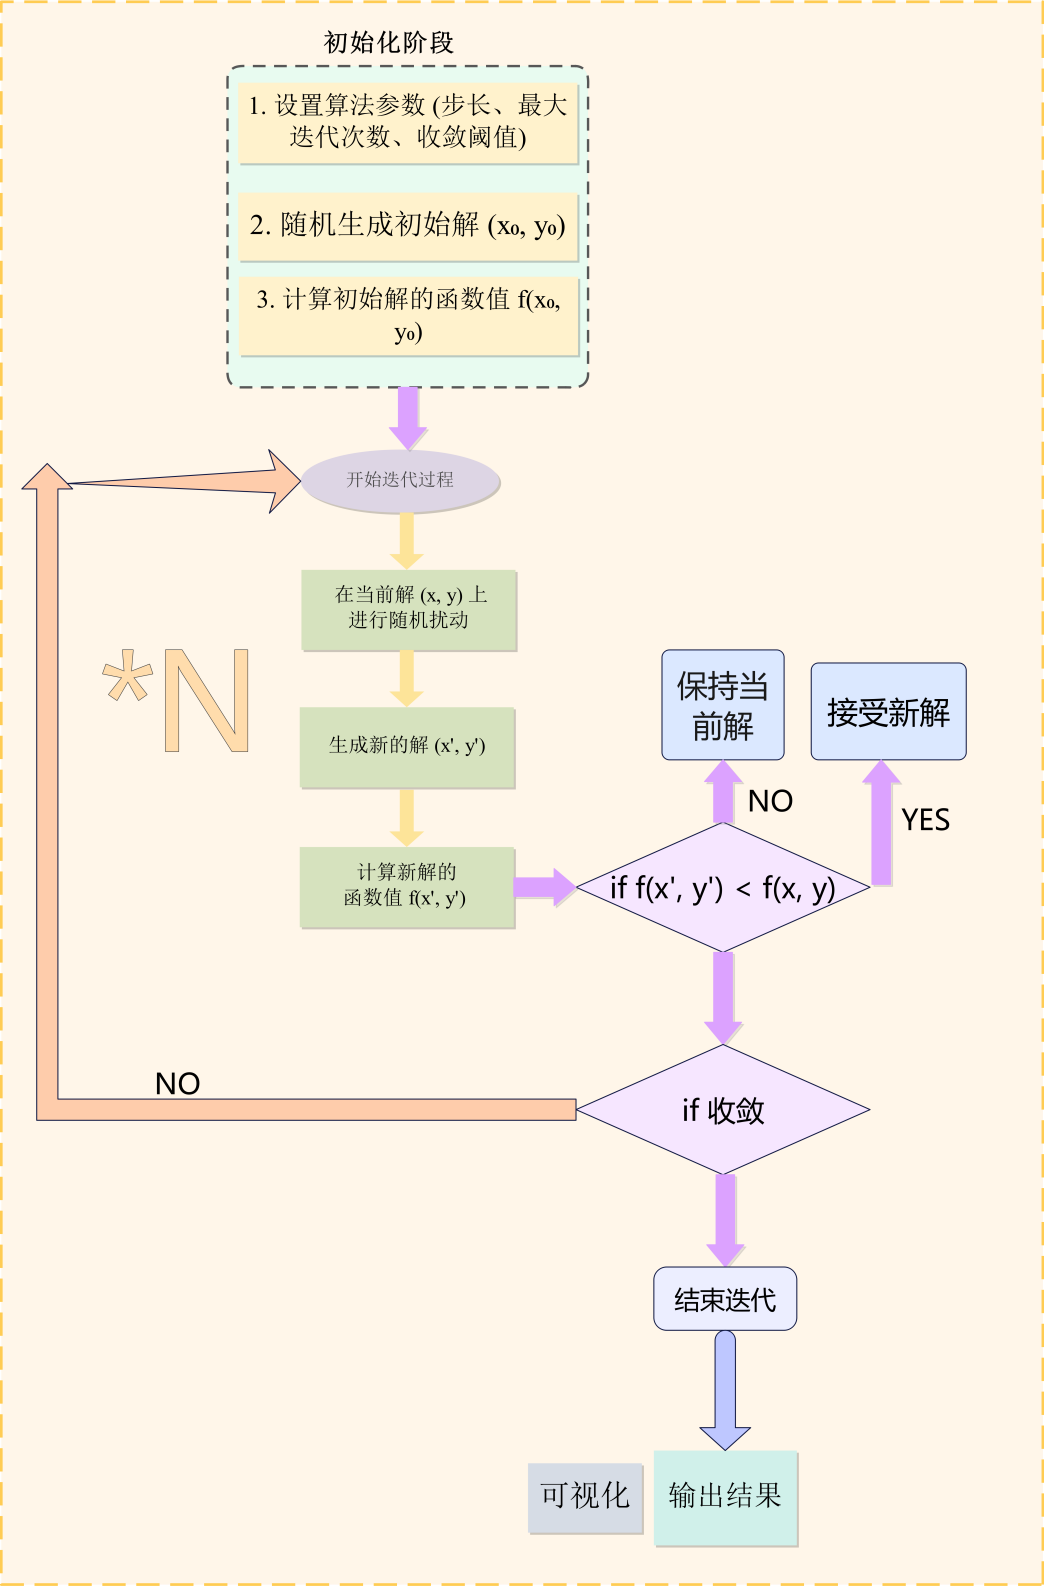 初始化阶段
1. 设置算法参数 (步长、最大
迭代次数、收敛阈值)
2. 随机生成初始解 (x₀, y₀)
3. 计算初始解的函数值 f(x₀,
y₀)
开始迭代过程
在当前解 (x, y) 上
进行随机扰动
*N
生成新的解 (x', y')
计算新解的
函数值 f(x', y')
保持当
前解
接受新解
NO
YES
if f(x', y') < f(x, y)
NO
if 收敛
结束迭代
可视化
输出结果